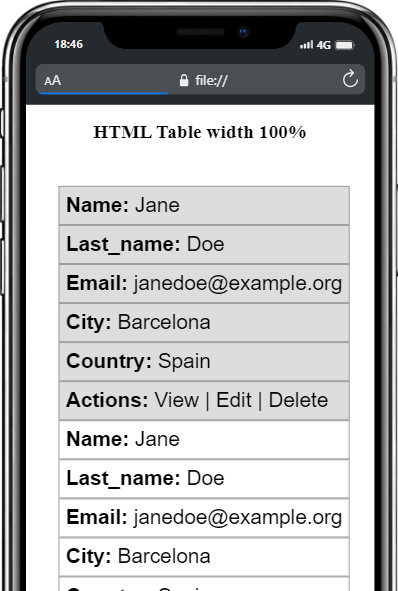 18:46
4G
AA
file://
HTML Table width 100%
Name: Jane
Last_name: Doe
Email: janedoe@example.org
City: Barcelona
Country: Spain
Actions: View | Edit | Delete
Name: Jane
Last_name: Doe
Email: janedoe@example.org
City: Barcelona